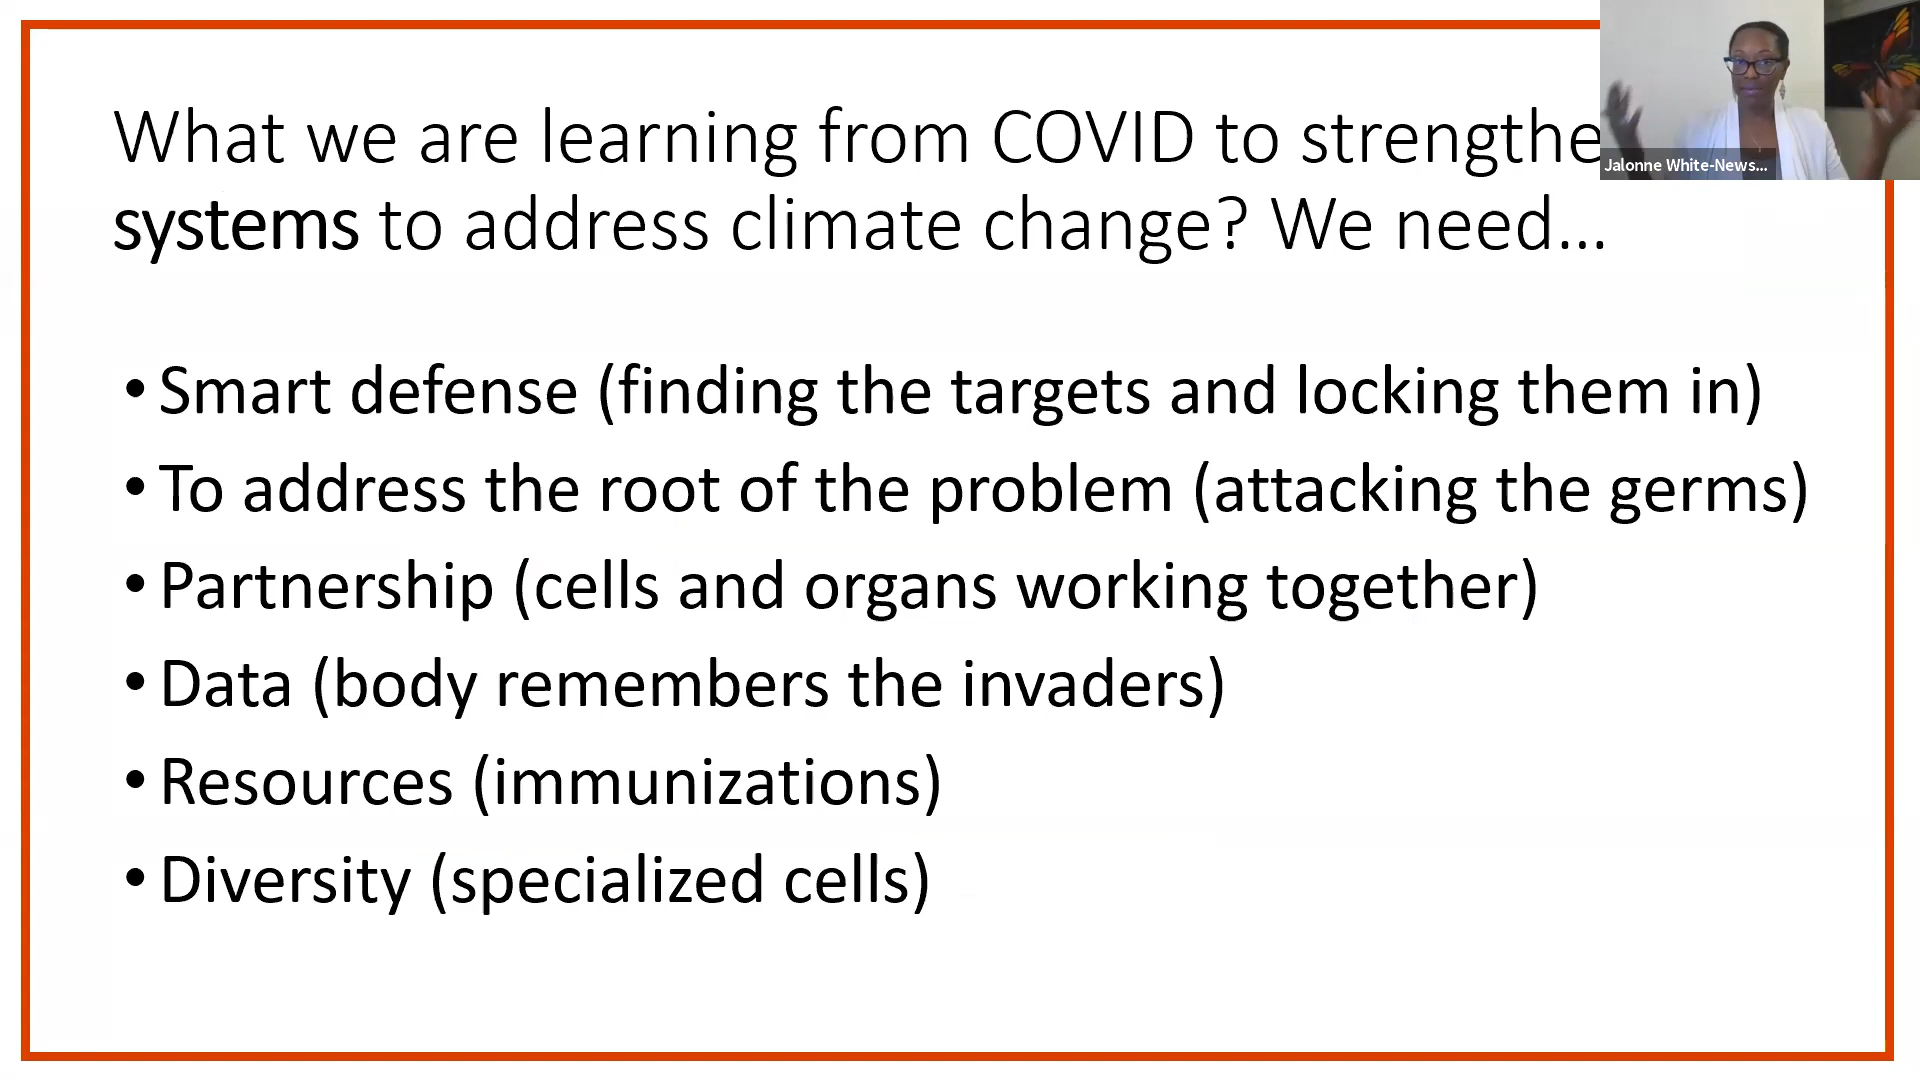 What we are learning from COVID to strengthe
systems to address climate change? We need...
• Smart defense (finding the targets and locking them in)
• To address the root of the problem (attacking the germs)
• Partnership (cells and organs working together)
• Data (body remembers the invaders)
• Resources (immunizations)
• Diversity (specialized cells)
Jalonne White-News...